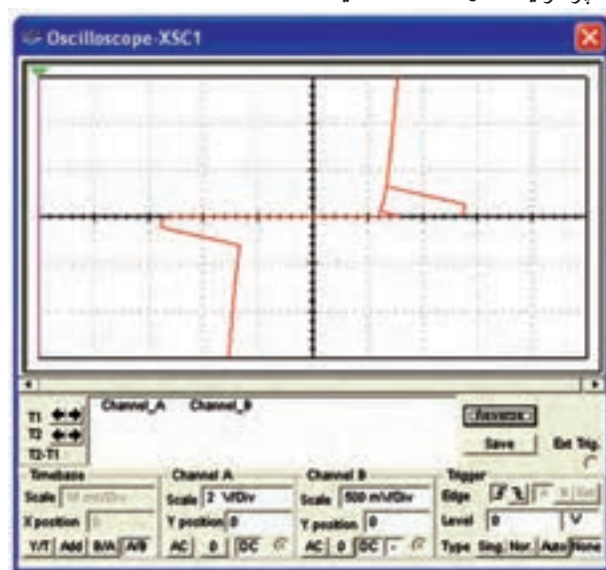 Oscilloscope-XSC1
T1
T2
T2-T1
Channel_A Channel_B
Reverse
Save
Ext Trig.
Timebase
Scale
X position
Y/T Add B/A A/B
Channel A
Scale 2 V/Div
Y position 0
AC 0 DC
Channel B
Scale 500 mV/Div
Y position 0
AC 0 DC -
Trigger
Edge
Level 0 V
Type Sing. Nor. Auto None